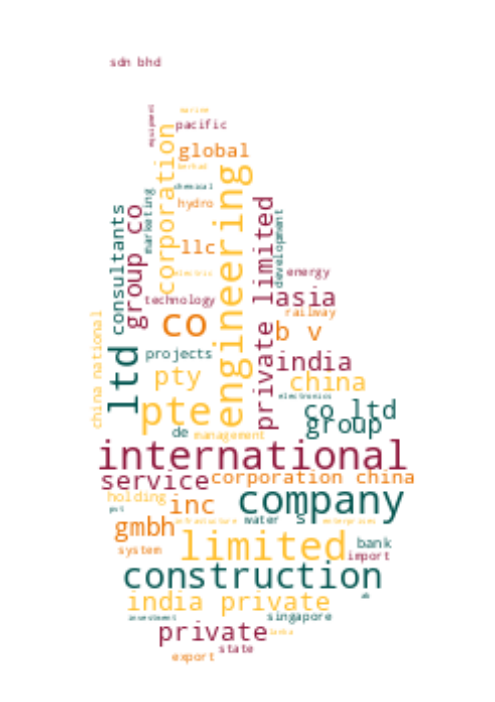 sdn bhd
equipment
marine
pacific
corporation
global
berhad
chemical
engineering
marketing
hydro
private limited
consultants
group co
development
llc
electric
energy
technology
asia
railway
china national
co
b v
ltd
projects
india
pty
china
electronics
pte
co ltd
group
de
management
international
service
corporation china
holding
inc
company
pvt
gmbh
infrastructure
water
s
enterprises
limited
bank
system
import
construction
ab
india private
investment
singapore
private
lanka
state
export